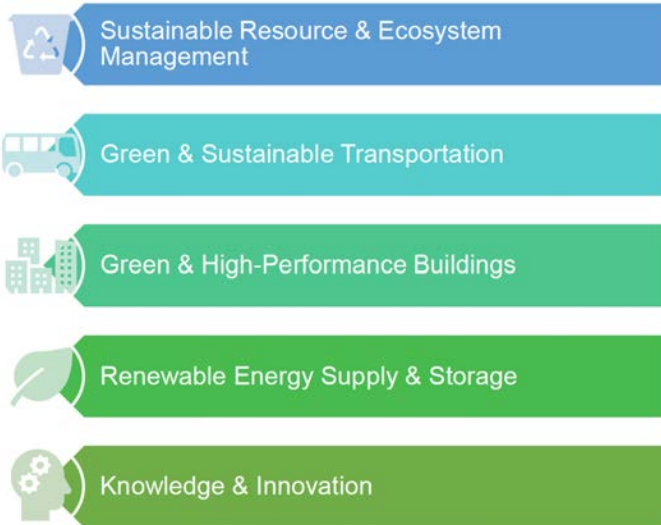 Sustainable Resource & Ecosystem
Management
Green & Sustainable Transportation
Green & High-Performance Buildings
Renewable Energy Supply & Storage
Knowledge & Innovation